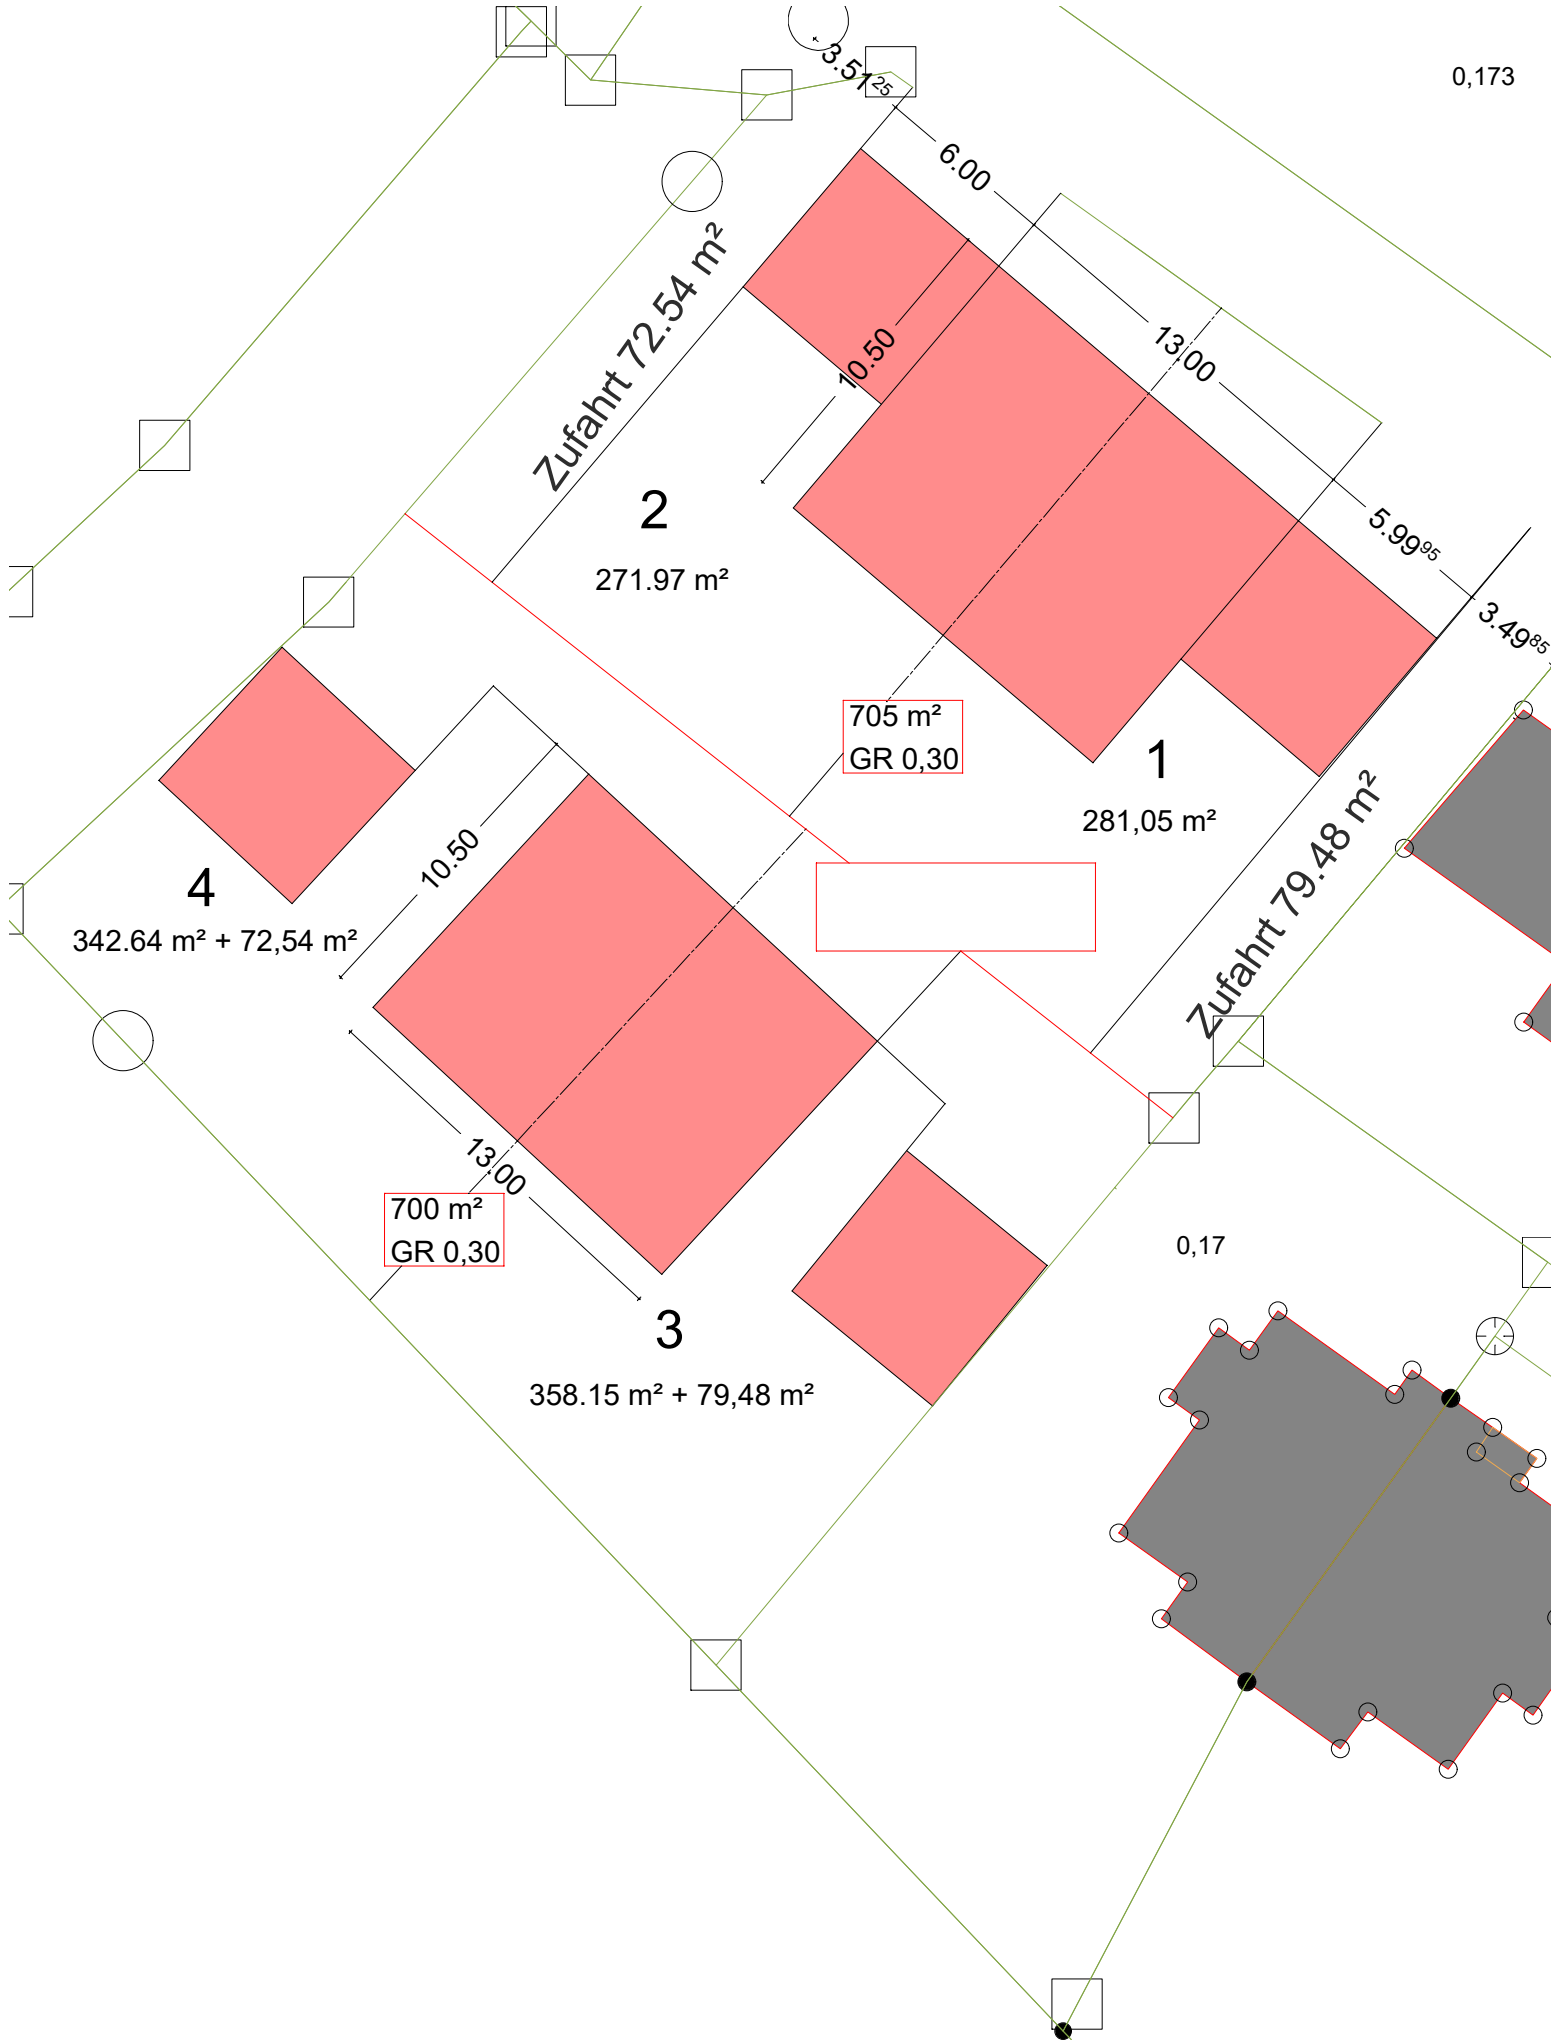 3.51²⁵
0,173
6.00
Zufahrt 72.54 m²
13.00
10.50
2
5.99⁹⁵
271.97 m²
3.49⁸⁵
705 m²
GR 0,30
1
281,05 m²
10.50
Zufahrt 79.48 m²
4
342.64 m² + 72,54 m²
13.00
700 m²
GR 0,30
0,17
3
358.15 m² + 79,48 m²